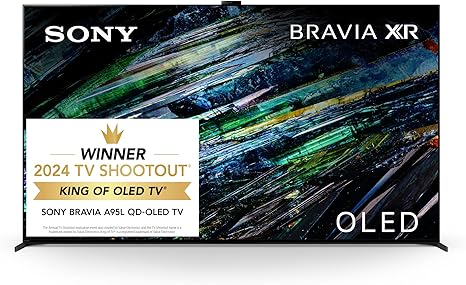 SONY
BRAVIA XR
WINNER
2024 TV SHOOTOUT®
KING OF OLED TV®
SONY BRAVIA A95L QD-OLED TV
OLED